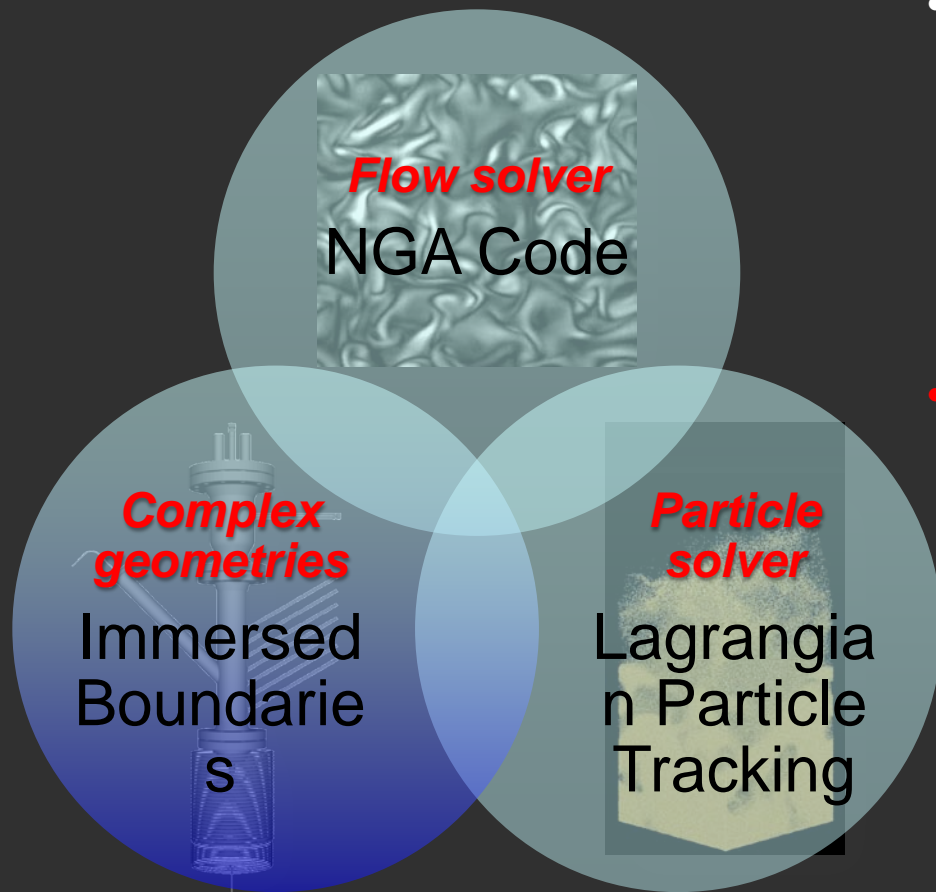 Flow solver
NGA Code
Complex
geometries
Immersed
Boundarie
s
Particle
solver
Lagrangia
n Particle
Tracking